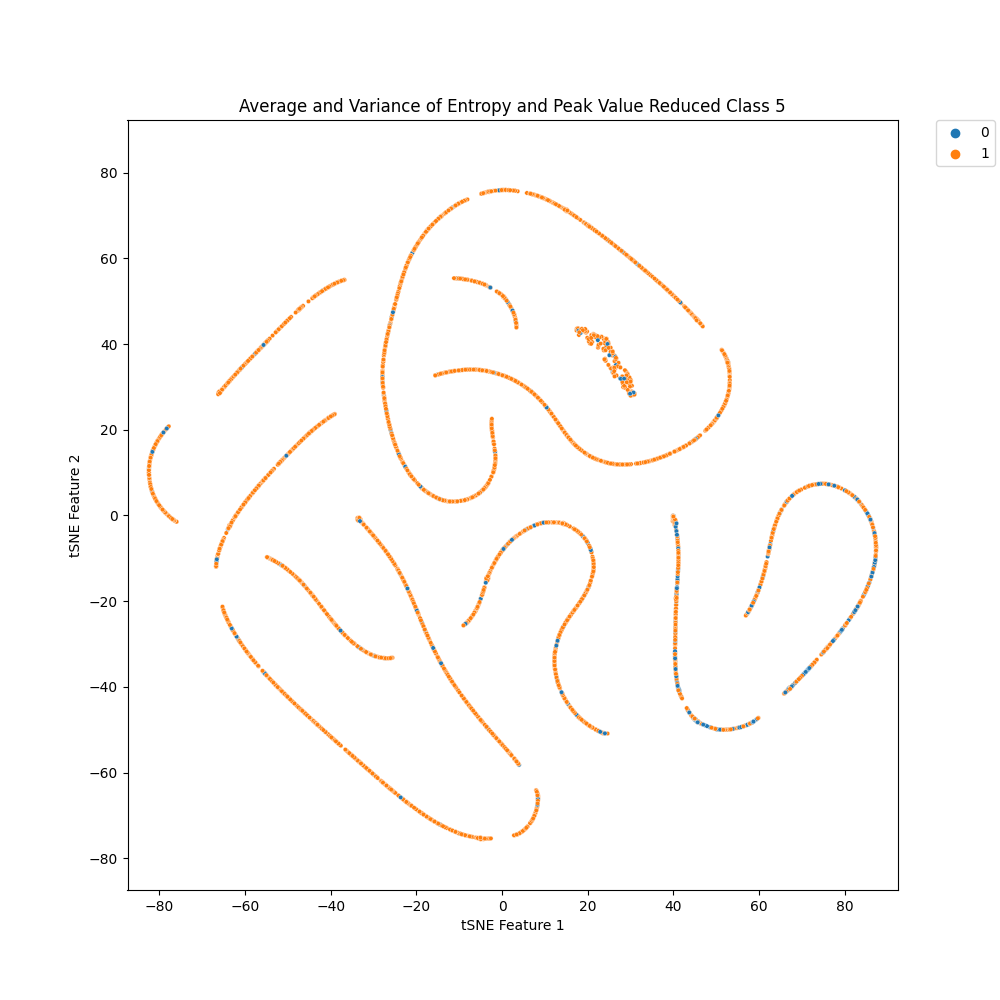 Average and Variance of Entropy and Peak Value Reduced Class 5
0
1
80
60
40
20
0
−20
−40
−60
−80
tSNE Feature 2
−80 −60 −40 −20 0 20 40 60 80
tSNE Feature 1